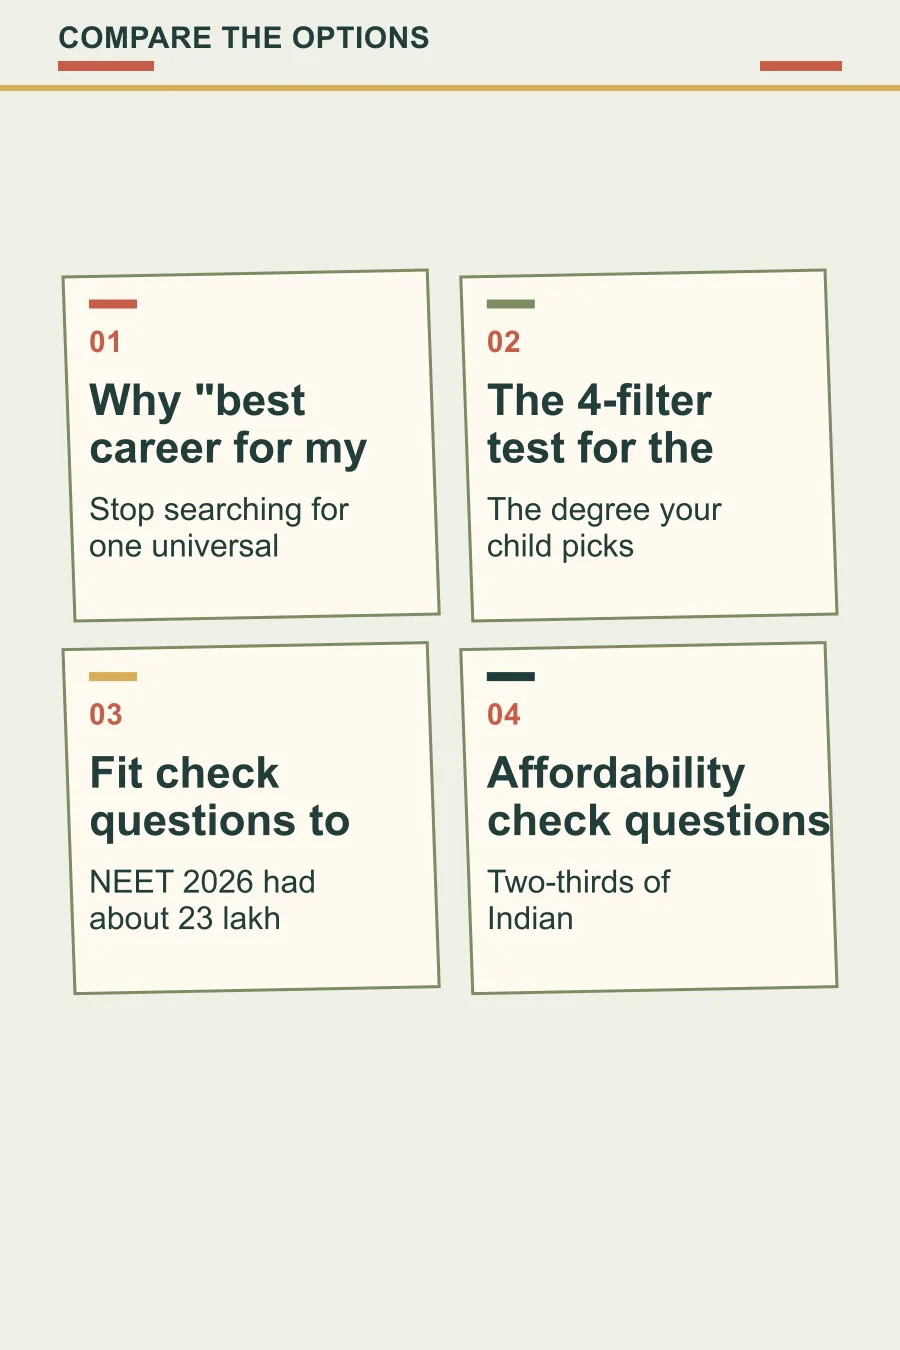 COMPARE THE OPTIONS
01
Why "best
career for my
Stop searching for
one universal
02
The 4-filter
test for the
The degree your
child picks
03
Fit check
questions to
NEET 2026 had
about 23 lakh
04
Affordability
check questions
Two-thirds of
Indian